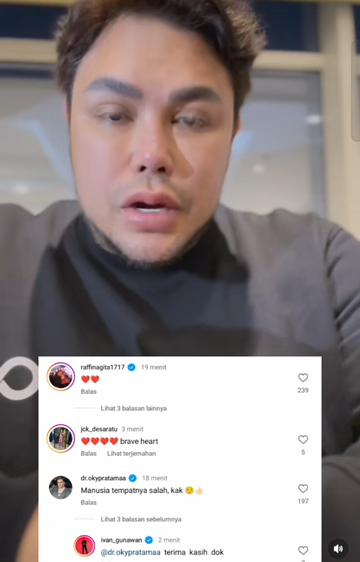 raffinagita1717 19 menit
❤️❤️
239
Balas
Lihat 3 balasan lainnya
jck_desaratu 3 menit
❤️❤️❤️❤️ brave heart
5
Balas Lihat terjemahan
dr.okypratamaa 18 menit
Manusia tempatnya salah, kak ☺️👍🏻
197
Balas
Lihat 3 balasan sebelumnya
ivan_gunawan 2 menit
@dr.okypratamaa terima kasih dok